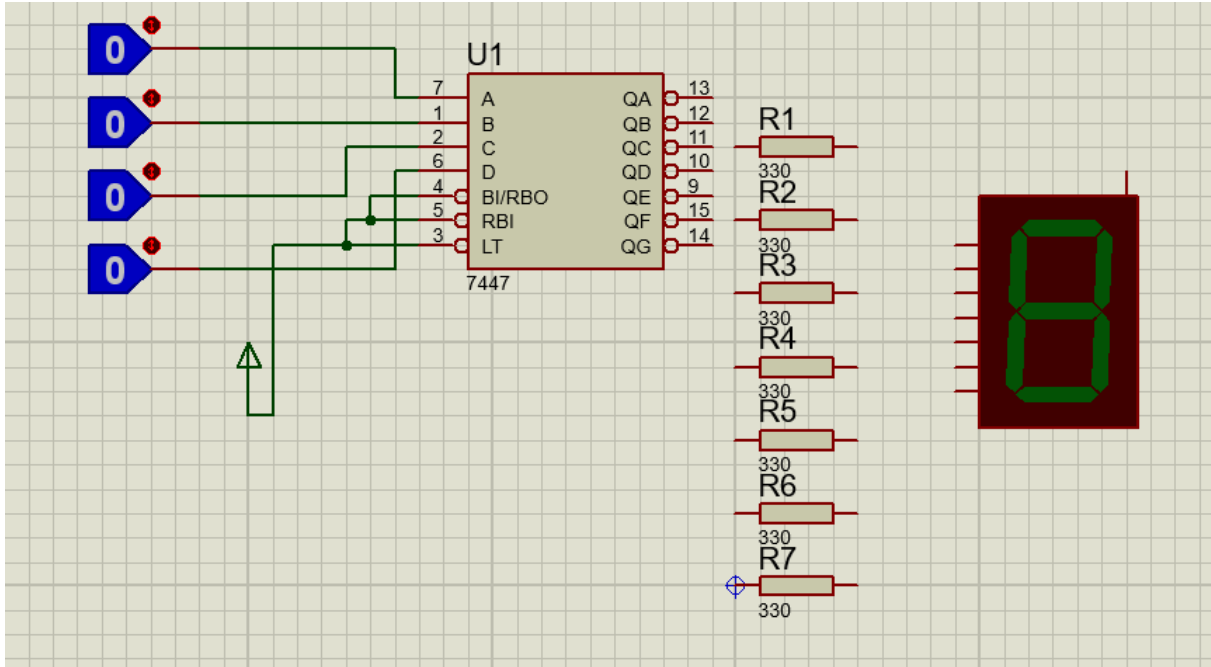 0
0
0
0
U1
7 A QA 13
1 B QB 12
2 C QC 11
6 D QD 10
4 BI/RBO QE 9
5 RBI QF 15
3 LT QG 14
7447
R1
330
R2
330
R3
330
R4
330
R5
330
R6
330
R7
330